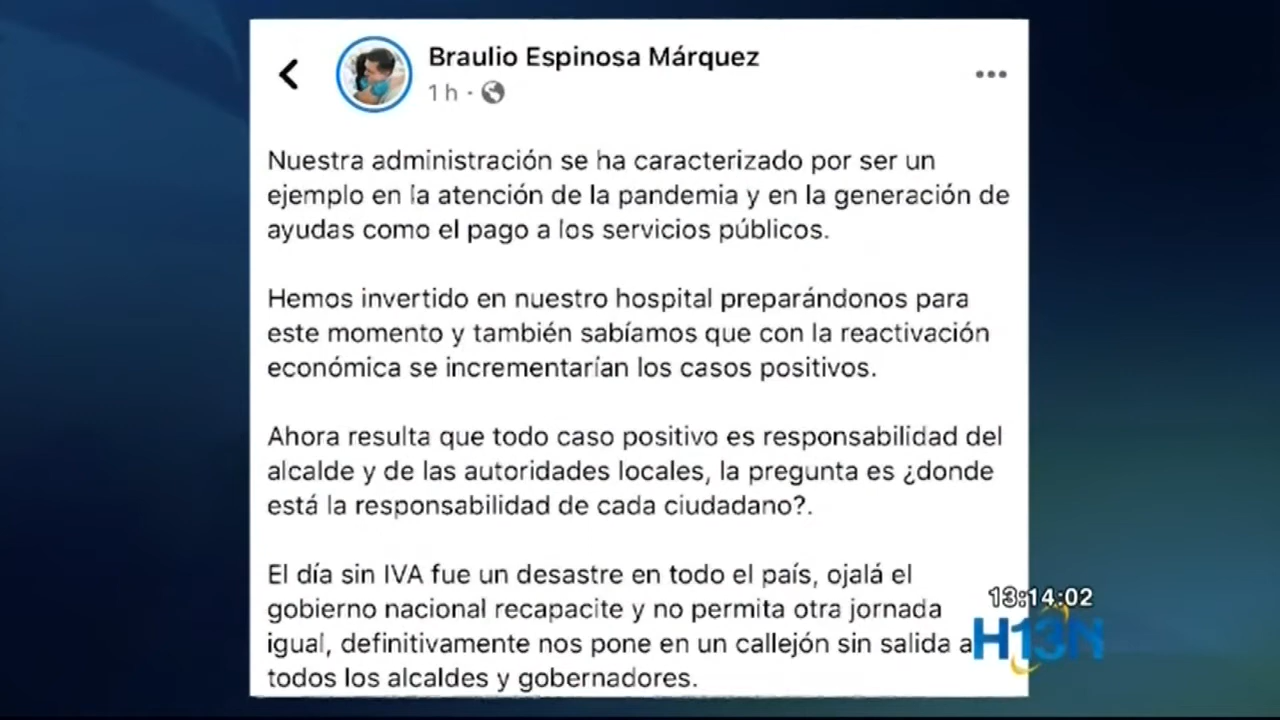 Braulio Espinosa Márquez
1 h ·
Nuestra administración se ha caracterizado por ser un
ejemplo en la atención de la pandemia y en la generación de
ayudas como el pago a los servicios públicos.
Hemos invertido en nuestro hospital preparándonos para
este momento y también sabíamos que con la reactivación
económica se incrementarían los casos positivos.
Ahora resulta que todo caso positivo es responsabilidad del
alcalde y de las autoridades locales, la pregunta es ¿donde
está la responsabilidad de cada ciudadano?.
El día sin IVA fue un desastre en todo el país, ojalá el
gobierno nacional recapacite y no permita otra jornada
igual, definitivamente nos pone en un callejón sin salida a
todos los alcaldes y gobernadores.
13:14:02
H13N